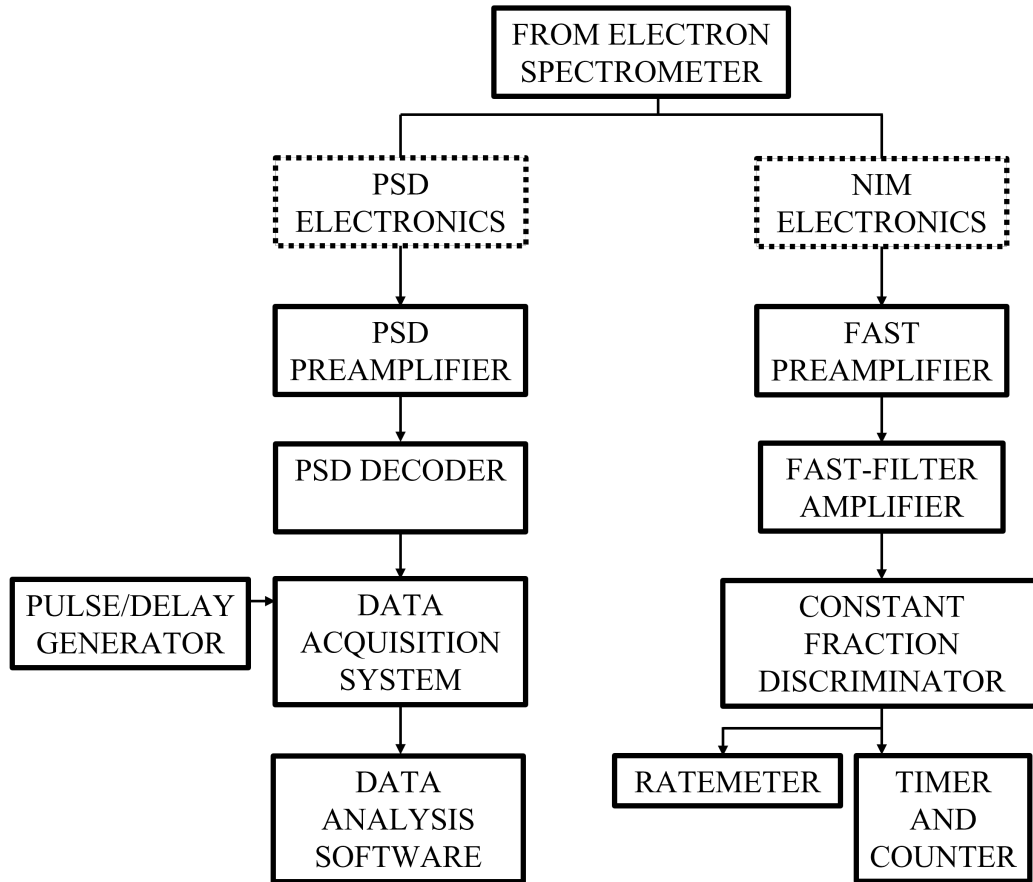 FROM ELECTRON
SPECTROMETER
PSD
ELECTRONICS
NIM
ELECTRONICS
PSD
PREAMPLIFIER
FAST
PREAMPLIFIER
PSD DECODER
FAST-FILTER
AMPLIFIER
PULSE/DELAY
GENERATOR
DATA
ACQUISITION
SYSTEM
CONSTANT
FRACTION
DISCRIMINATOR
DATA
ANALYSIS
SOFTWARE
RATEMETER
TIMER
AND
COUNTER